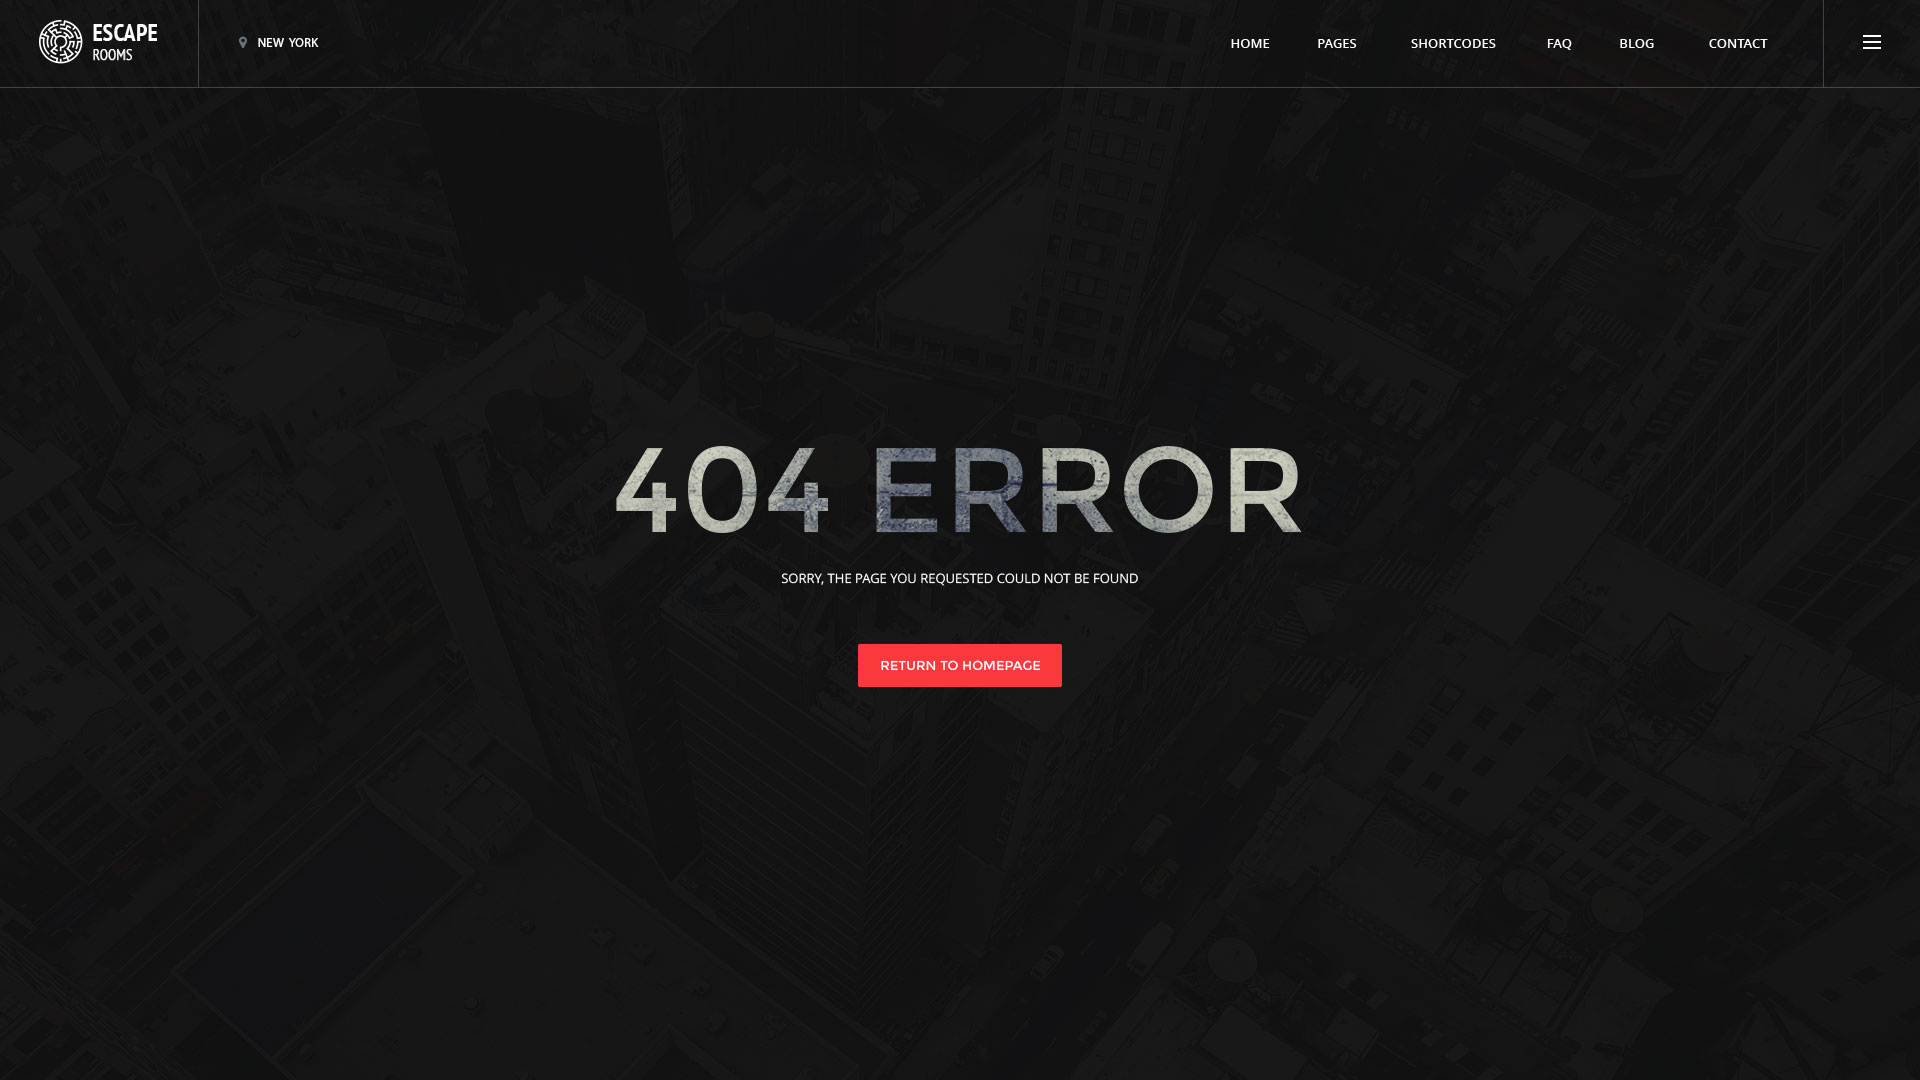 ESCAPE
ROOMS
NEW YORK
HOME PAGES SHORTCODES FAQ BLOG CONTACT
404 ERROR
SORRY, THE PAGE YOU REQUESTED COULD NOT BE FOUND
RETURN TO HOMEPAGE